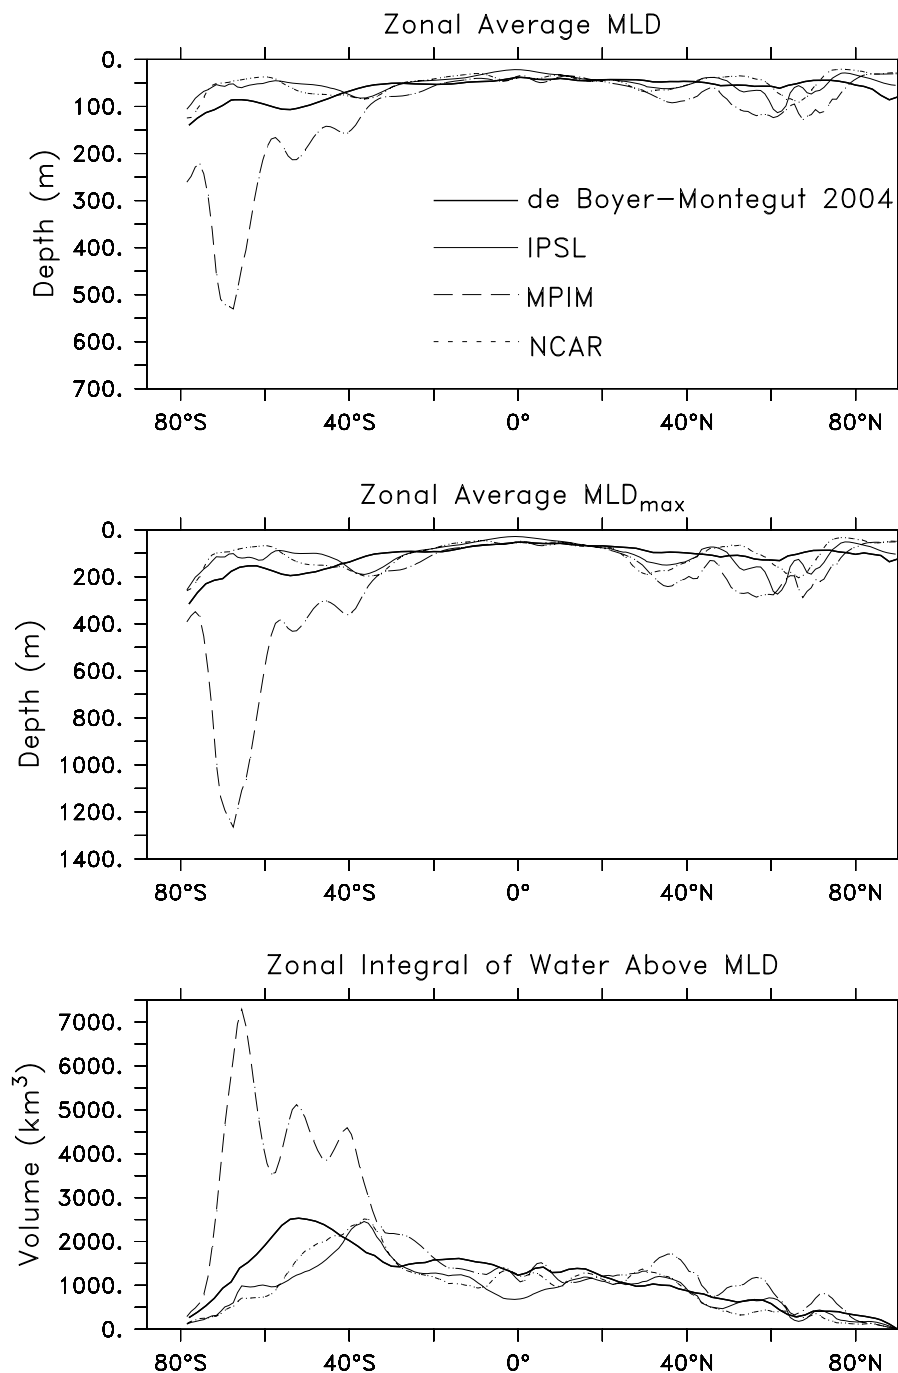 Zonal Average MLD
0.
100.
200.
300.
400.
500.
600.
700.
Depth (m)
de Boyer-Montegut 2004
IPSL
MPIM
NCAR
80°S 40°S 0° 40°N 80°N
Zonal Average MLDmax
0.
200.
400.
600.
800.
1000.
1200.
1400.
Depth (m)
80°S 40°S 0° 40°N 80°N
Zonal Integral of Water Above MLD
7000.
6000.
5000.
4000.
3000.
2000.
1000.
0.
Volume (km³)
80°S 40°S 0° 40°N 80°N